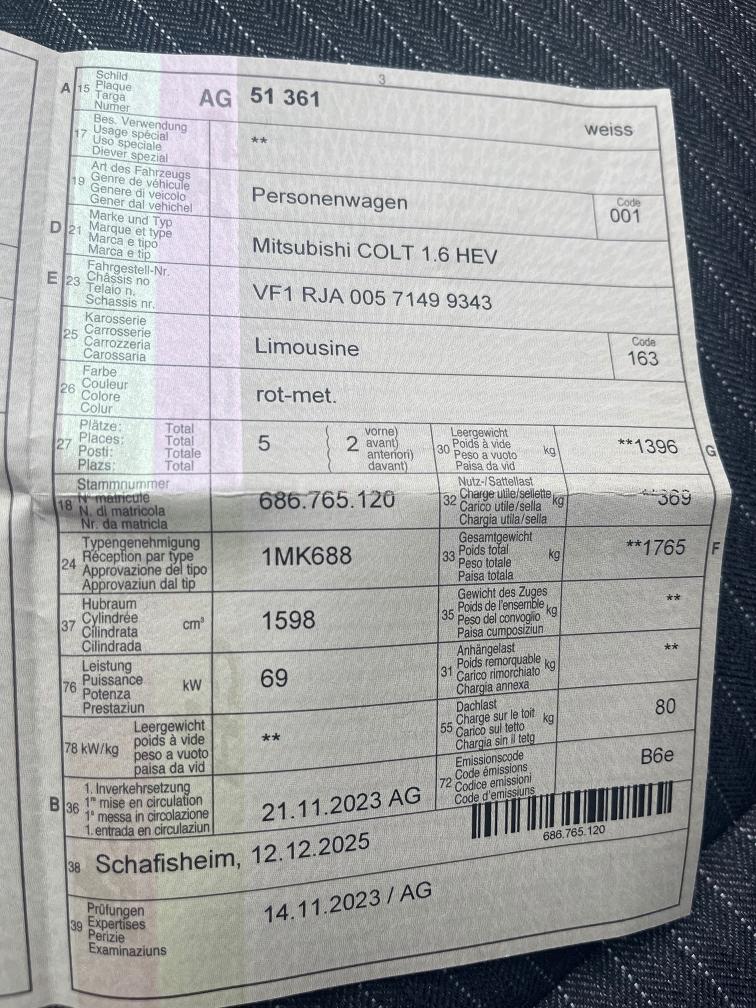 3
A 15 Schild
Plaque
Targa
Numer
AG 51 361
weiss
17 Bes. Verwendung
Usage spécial
Uso speciale
Diever spezial
**
19 Art des Fahrzeugs
Genre de véhicule
Genere di veicolo
Gener dal vehichel
Personenwagen
Code
001
D 21 Marke und Typ
Marque et type
Marca e tipo
Marca e tip
Mitsubishi COLT 1.6 HEV
E 23 Fahrgestell-Nr.
Châssis no
Telaio n.
Schassis nr.
VF1 RJA 005 7149 9343
25 Karosserie
Carrosserie
Carrozzeria
Carossaria
Limousine
Code
163
26 Farbe
Couleur
Colore
Colur
rot-met.
27 Plätze: Total
Places: Total
Posti: Totale
Plazs: Total
5
2 vorne)
avant)
anteriori)
davant)
30 Leergewicht
Poids à vide
Peso a vuoto
Paisa da vid
kg
**1396
G
18 Stammnummer
N° matricule
N. di matricola
Nr. da matricla
686.765.120
32 Nutz-/Sattellast
Charge utile/sellette
Carico utile/sella
Chargia utila/sella
kg
**369
24 Typengenehmigung
Réception par type
Approvazione del tipo
Approvaziun dal tip
1MK688
33 Gesamtgewicht
Poids total
Peso totale
Paisa totala
kg
**1765
F
37 Hubraum
Cylindrée
Cilindrata
Cilindrada
cm³
1598
35 Gewicht des Zuges
Poids de l'ensemble
Peso del convoglio
Paisa cumposiziun
kg
**
76 Leistung
Puissance
Potenza
Prestaziun
kW
69
31 Anhängelast
Poids remorquable
Carico rimorchiato
Chargia annexa
kg
**
78 kW/kg Leergewicht
poids à vide
peso a vuoto
paisa da vid
**
55 Dachlast
Charge sur le toit
Carico sul tetto
Chargia sin il tetg
kg
80
72 Emissionscode
Code émissions
Codice emissioni
Code d'emissiuns
B6e
B 36 1. Inverkehrsetzung
1re mise en circulation
1a messa in circolazione
1. entrada en circulaziun
21.11.2023 AG
686.765.120
38 Schafisheim, 12.12.2025
39 Prüfungen
Expertises
Perizie
Examinaziuns
14.11.2023 / AG